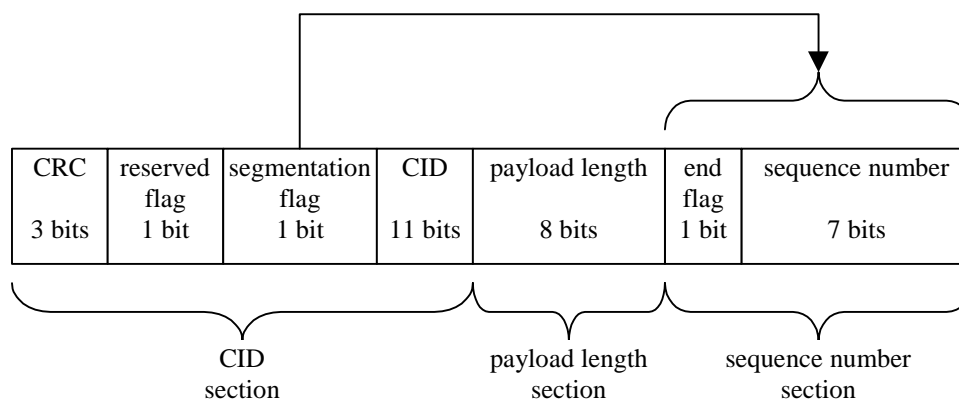 CRC reserved segmentation CID payload length end sequence number
flag flag flag
3 bits 1 bit 1 bit 11 bits 8 bits 1 bit 7 bits
CID payload length sequence number
section section section